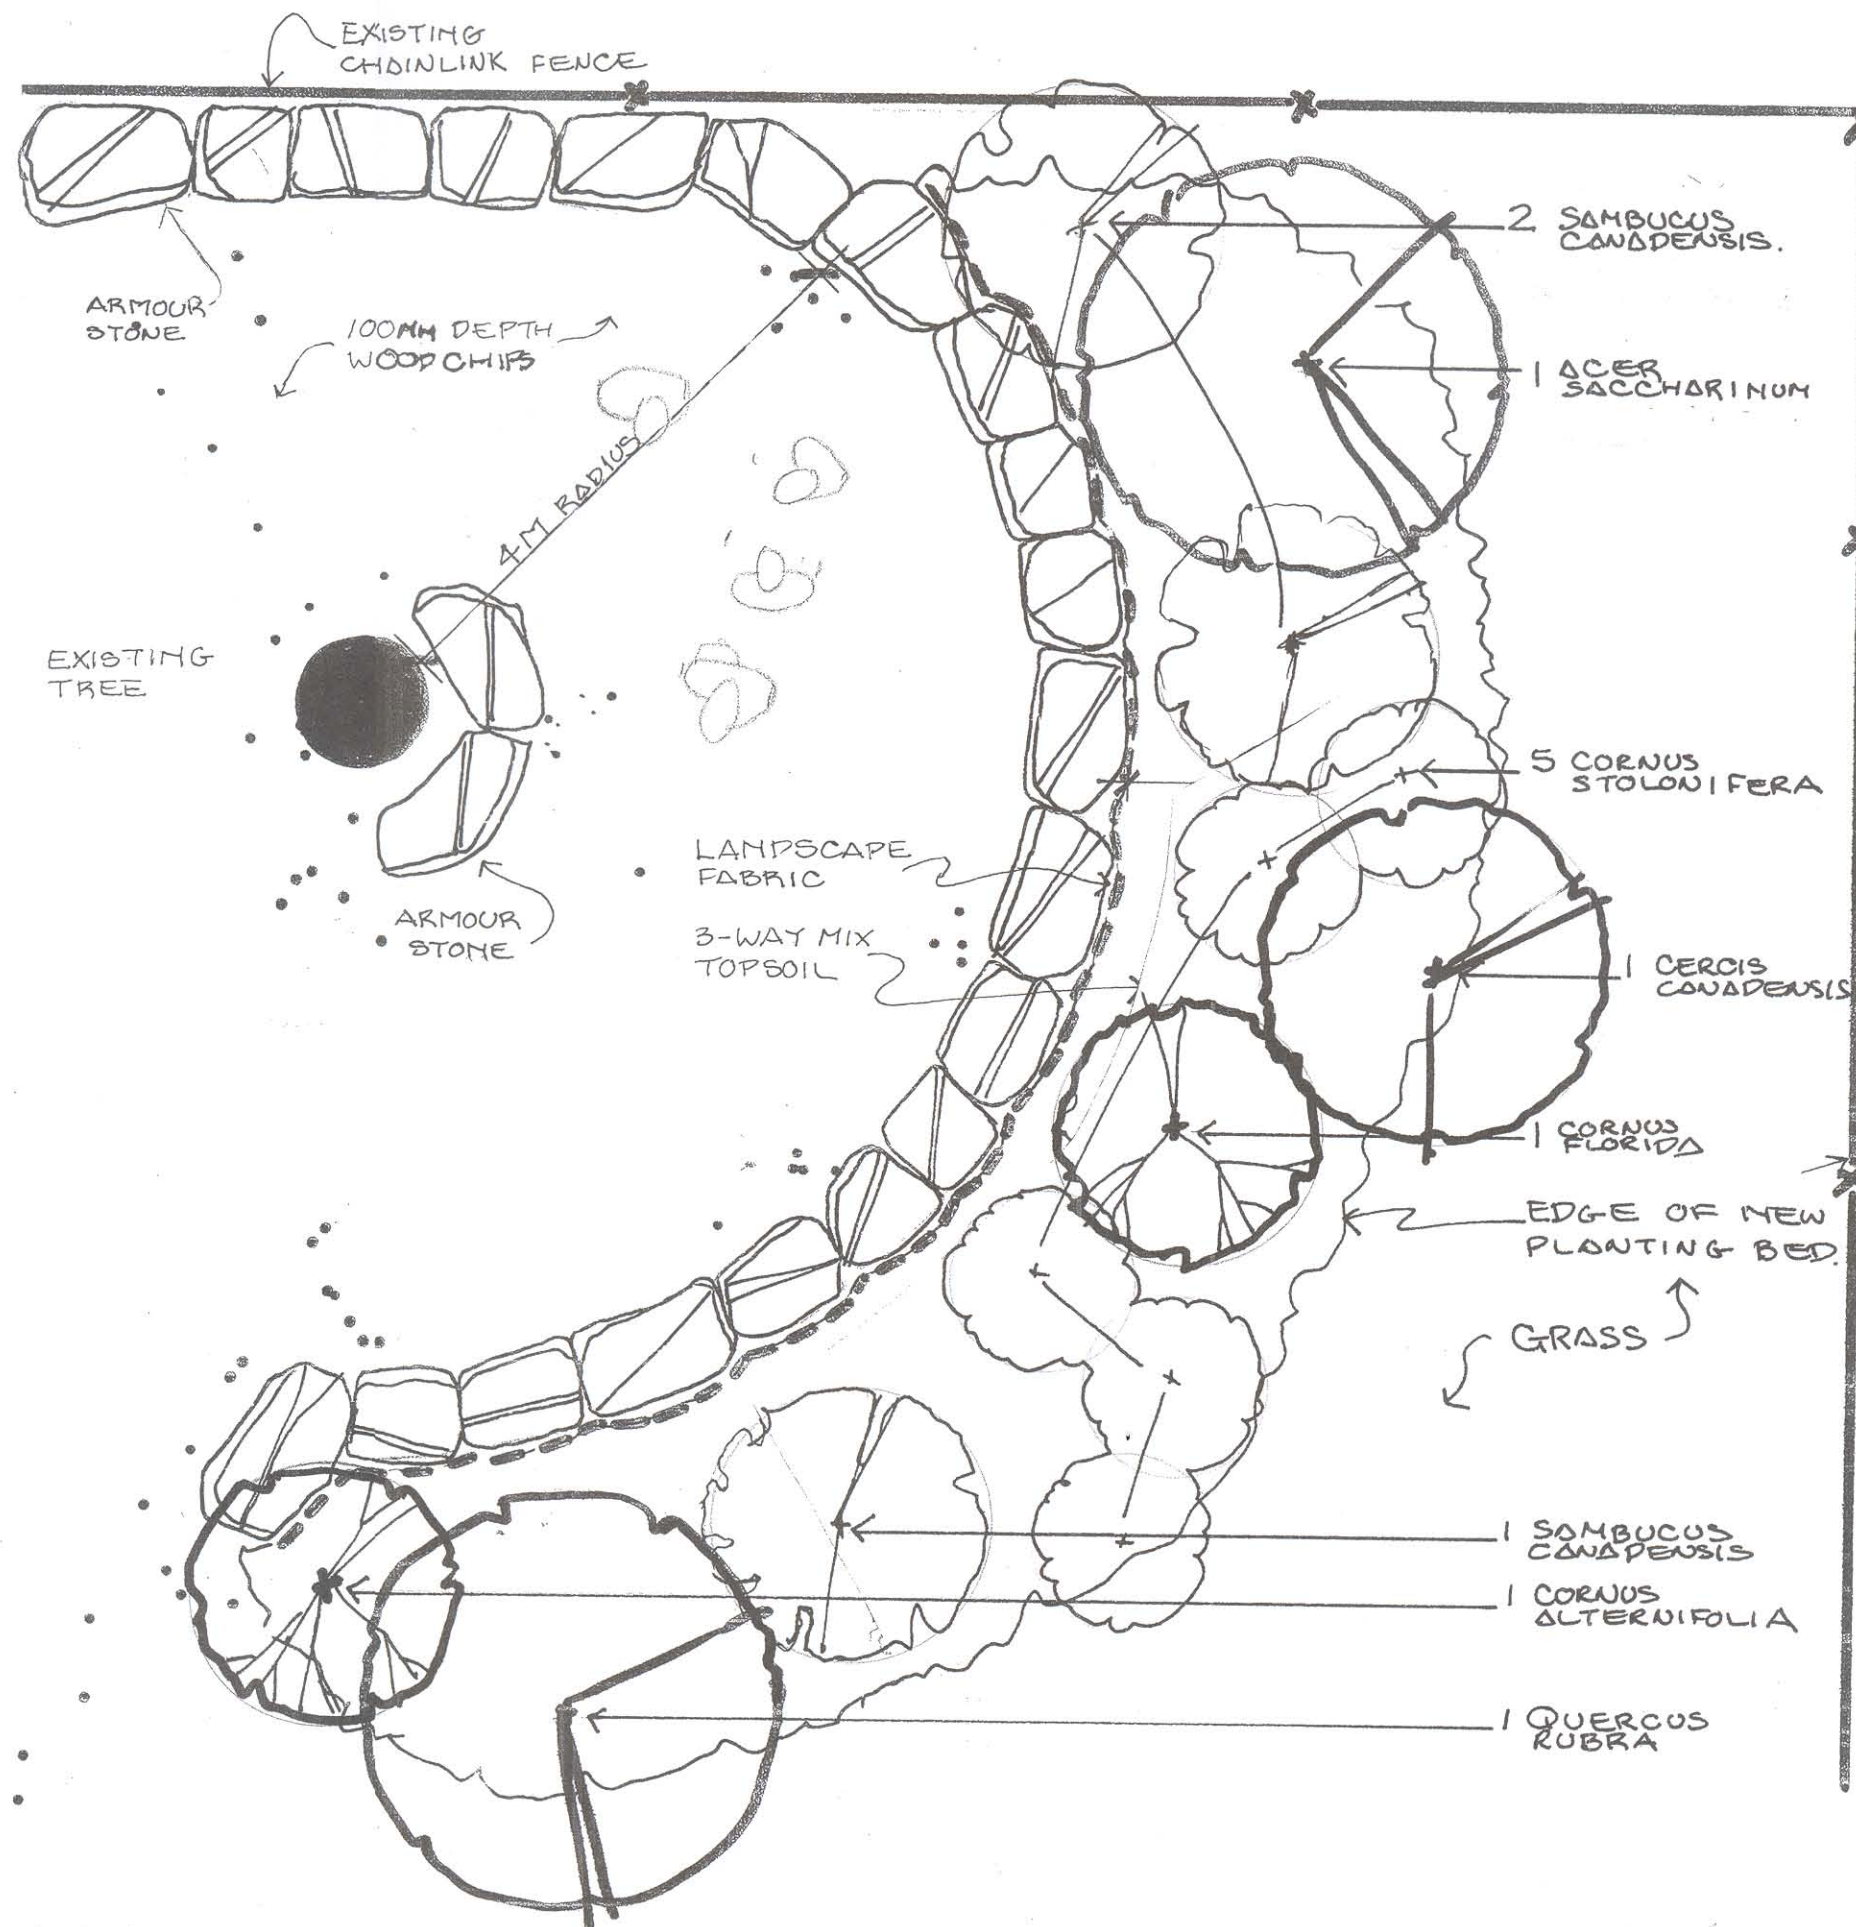 EXISTING
CHAINLINK FENCE
2 SAMBUCUS
CANADENSIS.
ARMOUR
STONE
100MM DEPTH
WOODCHIPS
1 ACER
SACCHARINUM
4M RADIUS
EXISTING
TREE
5 CORNUS
STOLONIFERA
LANDSCAPE
FABRIC
ARMOUR
STONE
3-WAY MIX
TOPSOIL
1 CERCIS
CANADENSIS
1 CORNUS
FLORIDA
EDGE OF NEW
PLANTING BED.
GRASS
1 SAMBUCUS
CANADENSIS
1 CORNUS
ALTERNIFOLIA
1 QUERCUS
RUBRA